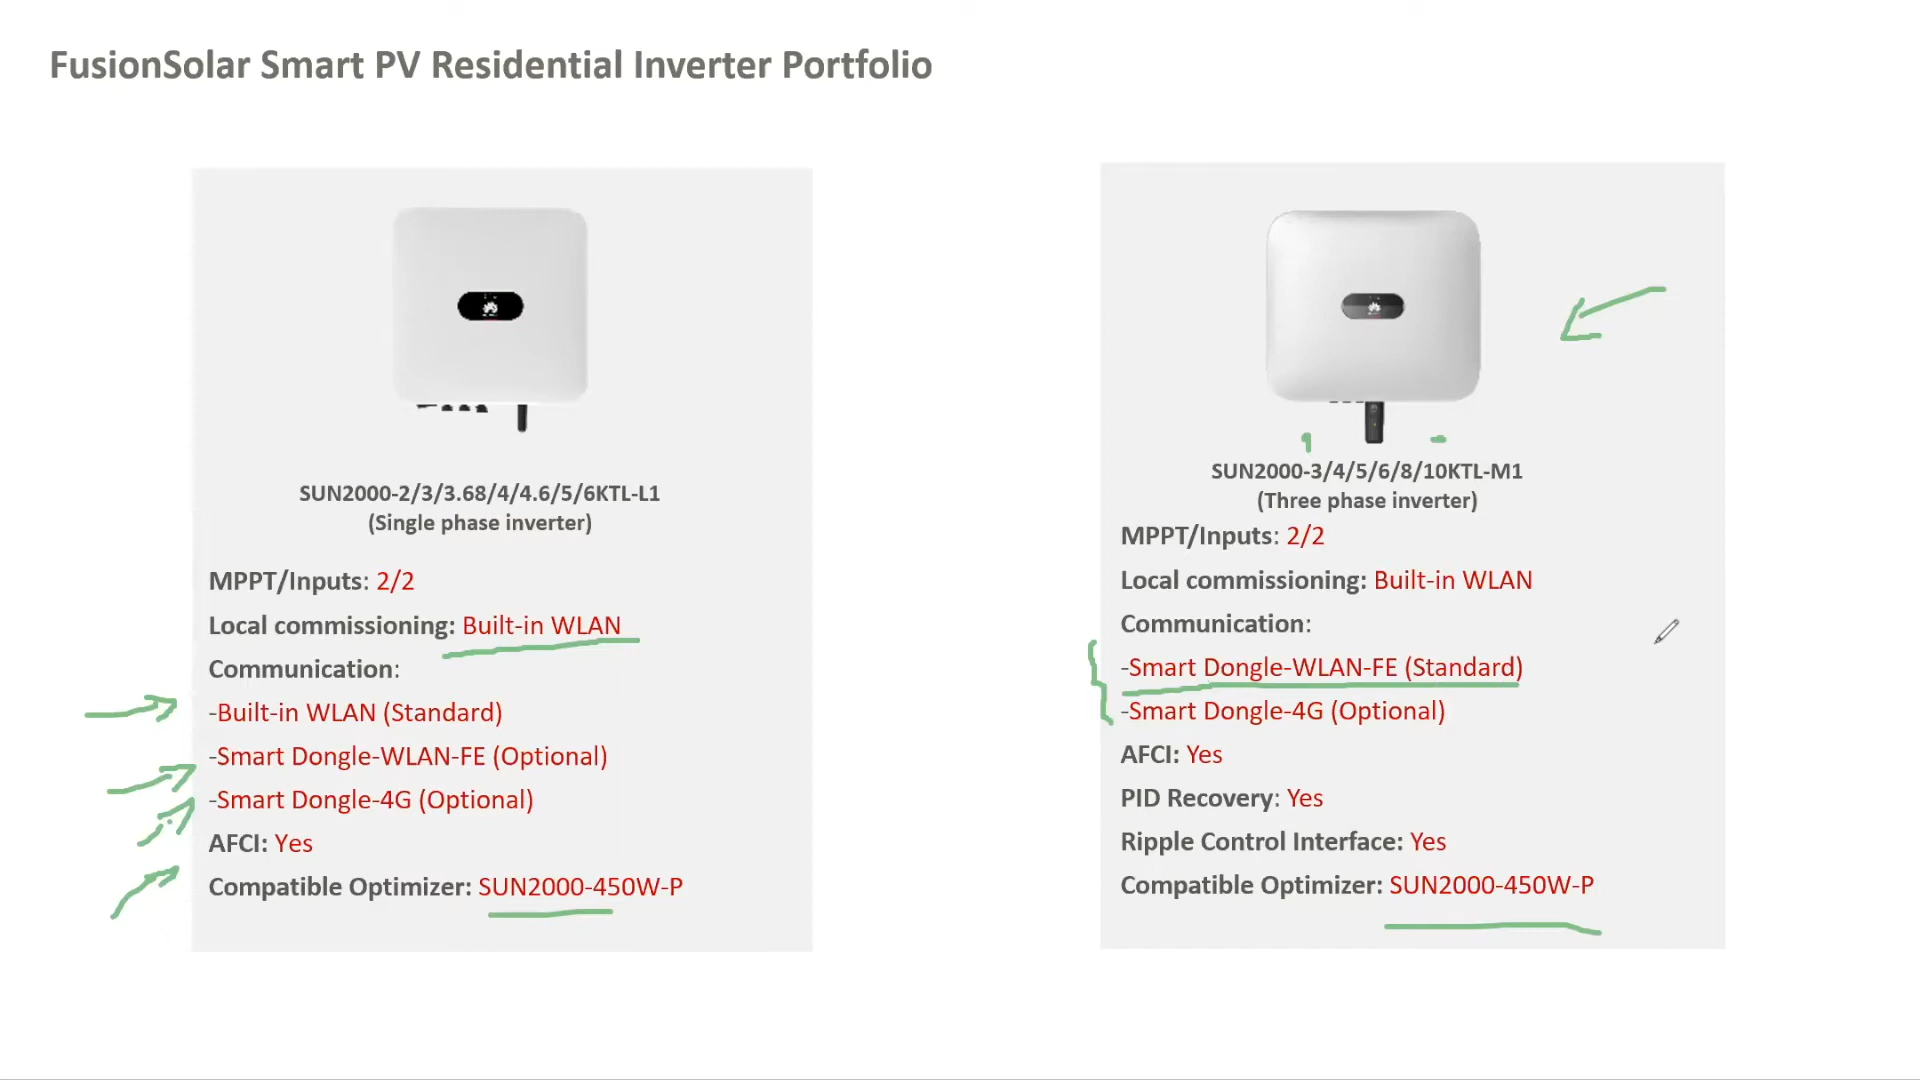 FusionSolar Smart PV Residential Inverter Portfolio
SUN2000-2/3/3.68/4/4.6/5/6KTL-L1
(Single phase inverter)
MPPT/Inputs: 2/2
Local commissioning: Built-in WLAN
Communication:
-Built-in WLAN (Standard)
-Smart Dongle-WLAN-FE (Optional)
-Smart Dongle-4G (Optional)
AFCI: Yes
Compatible Optimizer: SUN2000-450W-P
SUN2000-3/4/5/6/8/10KTL-M1
(Three phase inverter)
MPPT/Inputs: 2/2
Local commissioning: Built-in WLAN
Communication:
-Smart Dongle-WLAN-FE (Standard)
-Smart Dongle-4G (Optional)
AFCI: Yes
PID Recovery: Yes
Ripple Control Interface: Yes
Compatible Optimizer: SUN2000-450W-P